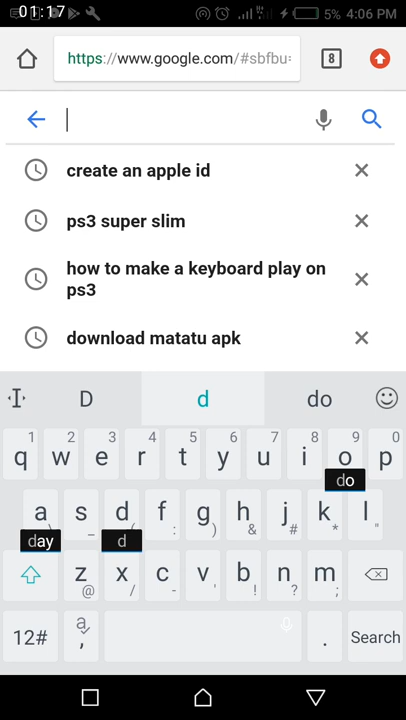 01:17 5% 4:06 PM
https://www.google.com/#sbfbu= 8
create an apple id
ps3 super slim
how to make a keyboard play on
ps3
download matatu apk
D d do
1 2 3 4 5 6 7 8 9 0
q w e r t y u i o p
do
a s d f g h j k l
_ ( : ) & # * "
day d
z x c v b n m
@ / - ' ! ? ;
12# a , . Search